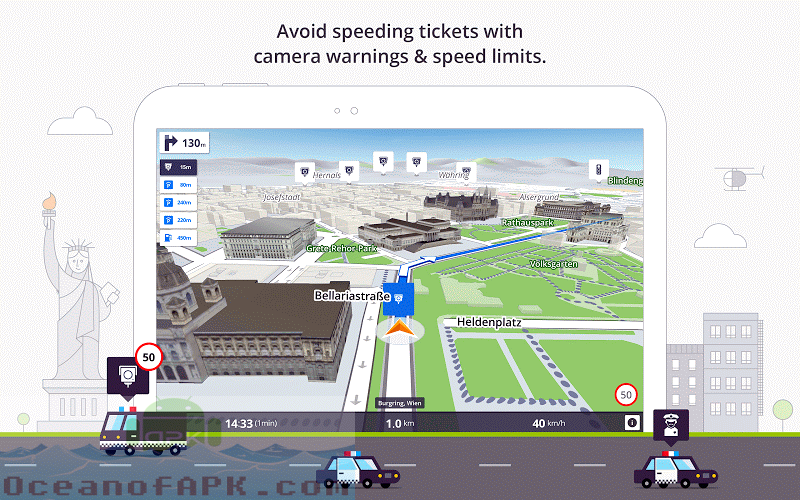 Avoid speeding tickets with
camera warnings & speed limits.
130m
15m
80m
240m
220m
450m
Hernals
Währing
Josefstadt
Alsergrund
Blindeng
Rathauspark
Grete Rehor Park
Volksgarten
Bellariastraße
Heldenplatz
50
50
Burgring, Wien
14:33 (1min)
1.0 km
40 km/h
OceanofAPK.com